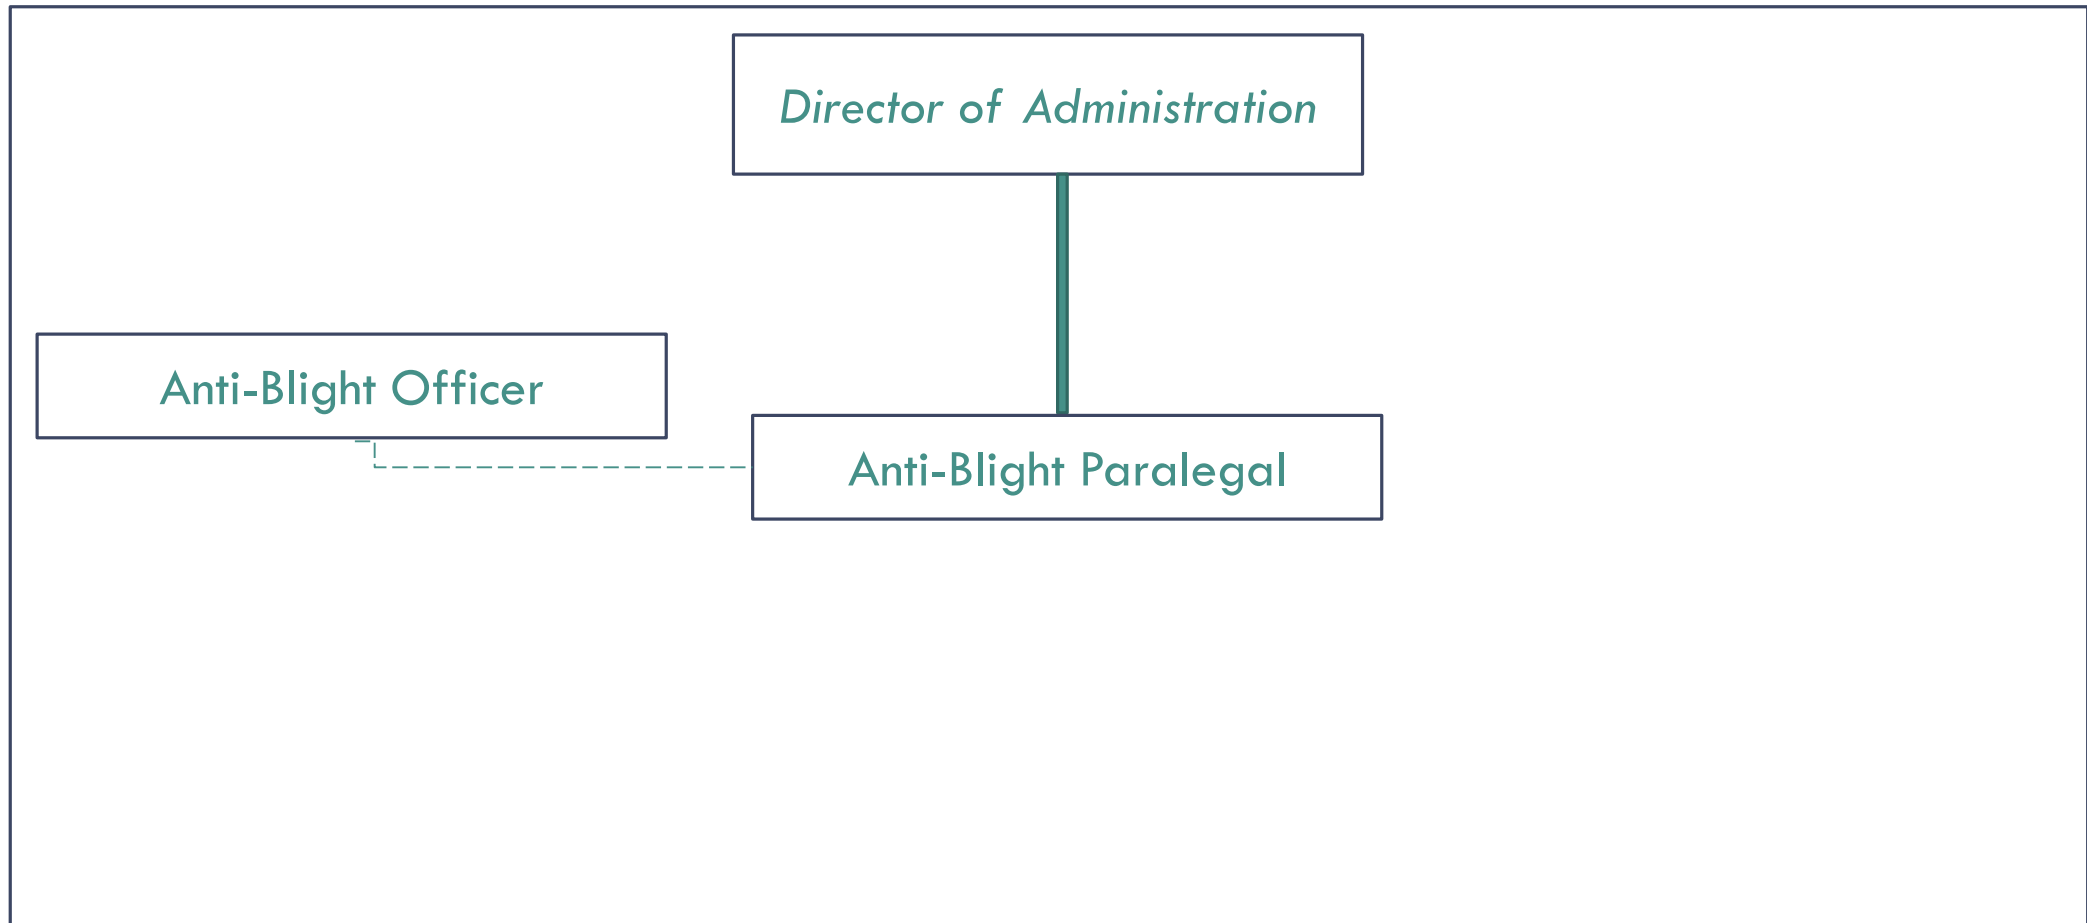 Director of Administration
Anti-Blight Officer
Anti-Blight Paralegal